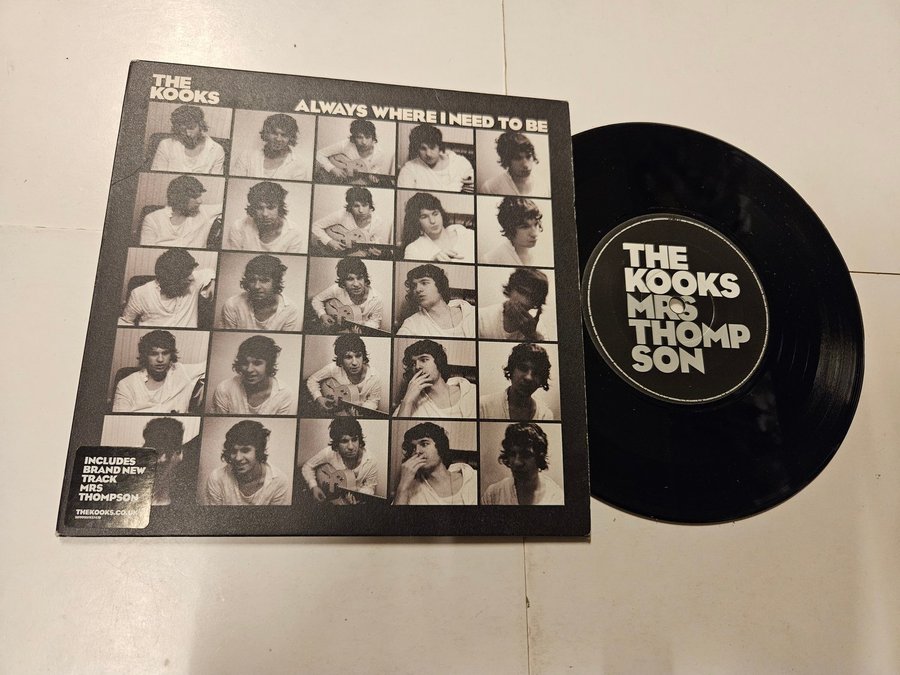 THE
KOOKS
ALWAYS WHERE I NEED TO BE
INCLUDES
BRAND NEW
TRACK
MRS
THOMPSON
THEKOOKS.CO.UK
THE
KOOKS
MRS
THOMP
SON